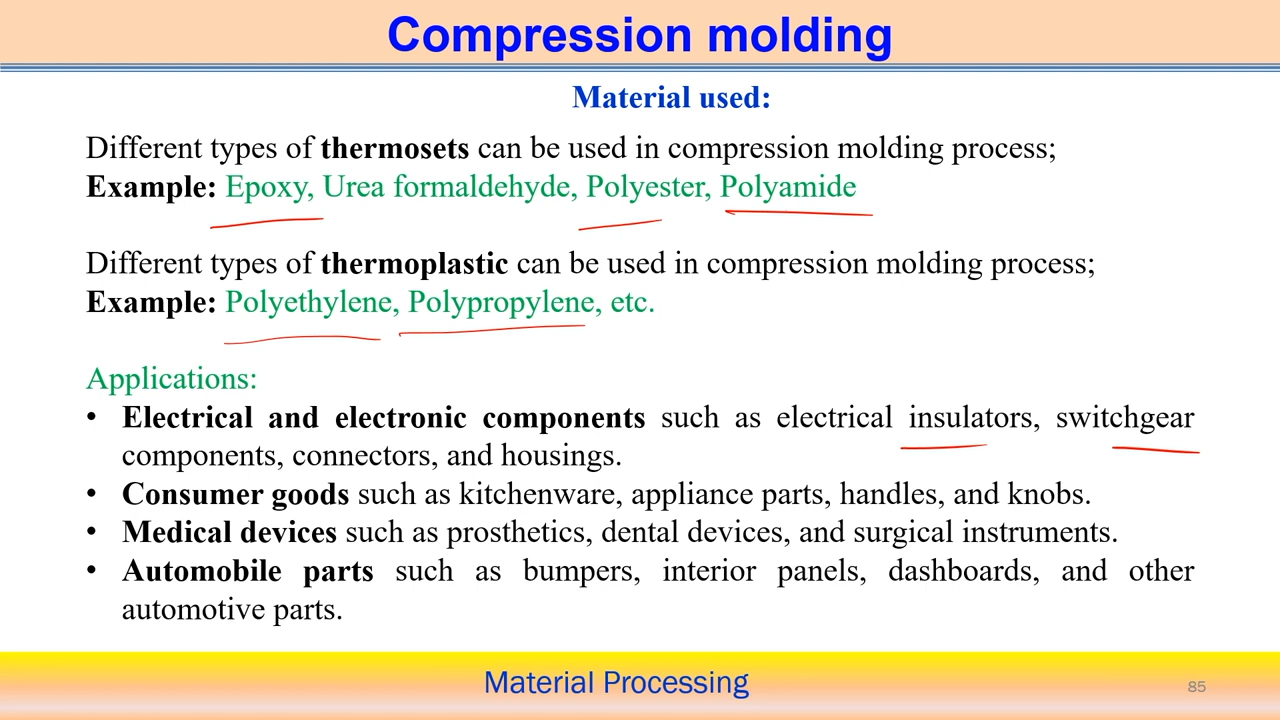 Compression molding
Material used:
Different types of thermosets can be used in compression molding process;
Example: Epoxy, Urea formaldehyde, Polyester, Polyamide
Different types of thermoplastic can be used in compression molding process;
Example: Polyethylene, Polypropylene, etc.
Applications:
• Electrical and electronic components such as electrical insulators, switchgear
components, connectors, and housings.
• Consumer goods such as kitchenware, appliance parts, handles, and knobs.
• Medical devices such as prosthetics, dental devices, and surgical instruments.
• Automobile parts such as bumpers, interior panels, dashboards, and other
automotive parts.
Material Processing
85